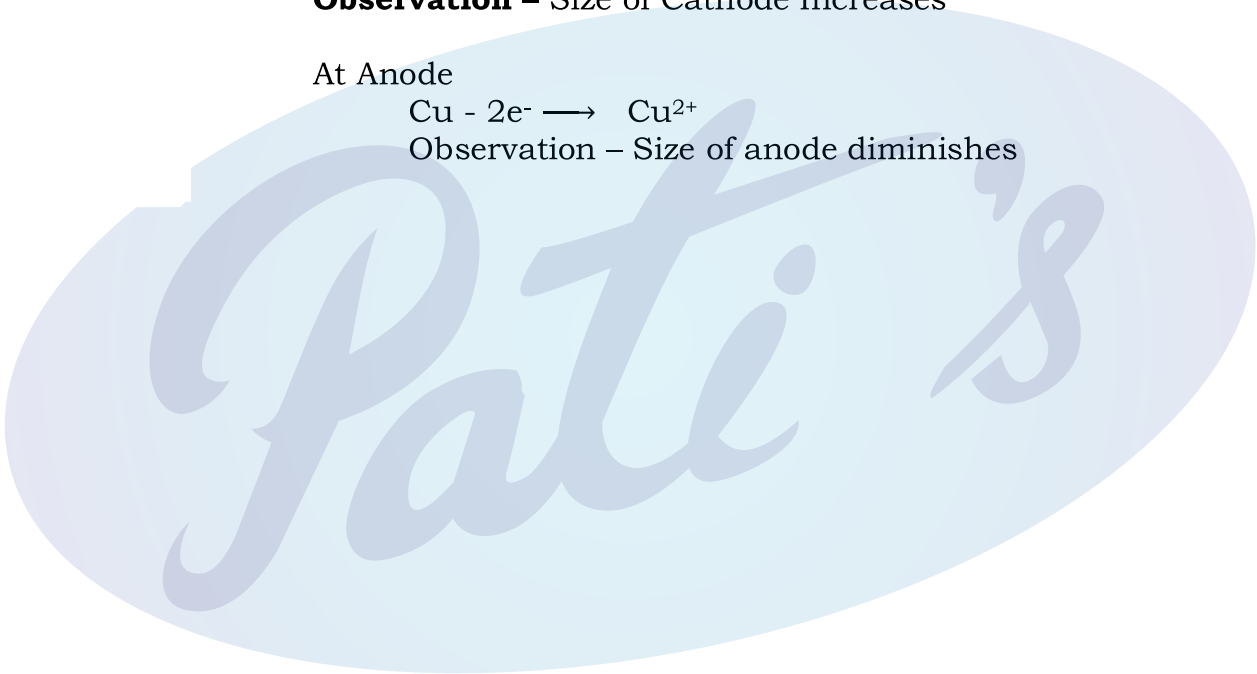 Observation – Size of Cathode increases
At Anode
Cu - 2e⁻ ⟶ Cu²⁺
Observation – Size of anode diminishes
Pati's